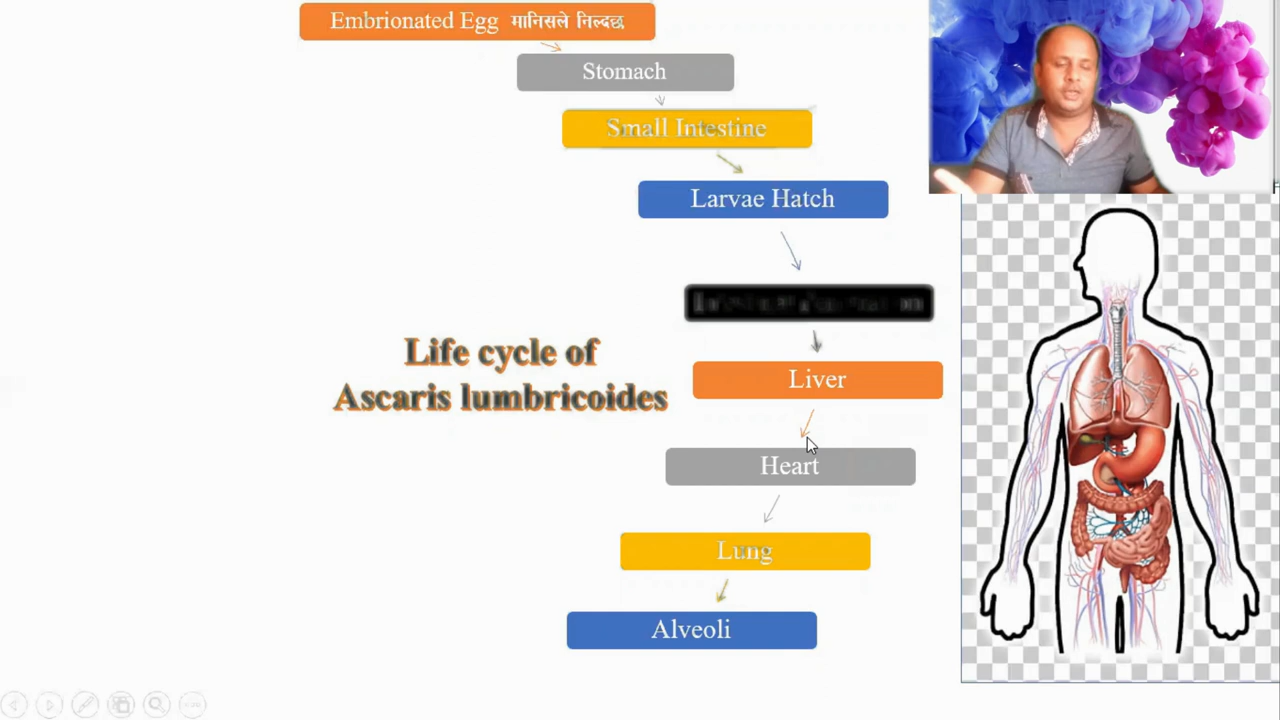 Embrionated Egg मानिसले निल्दछ
Stomach
Small Intestine
Larvae Hatch
Liver
Life cycle of
Ascaris lumbricoides
Heart
Lung
Alveoli